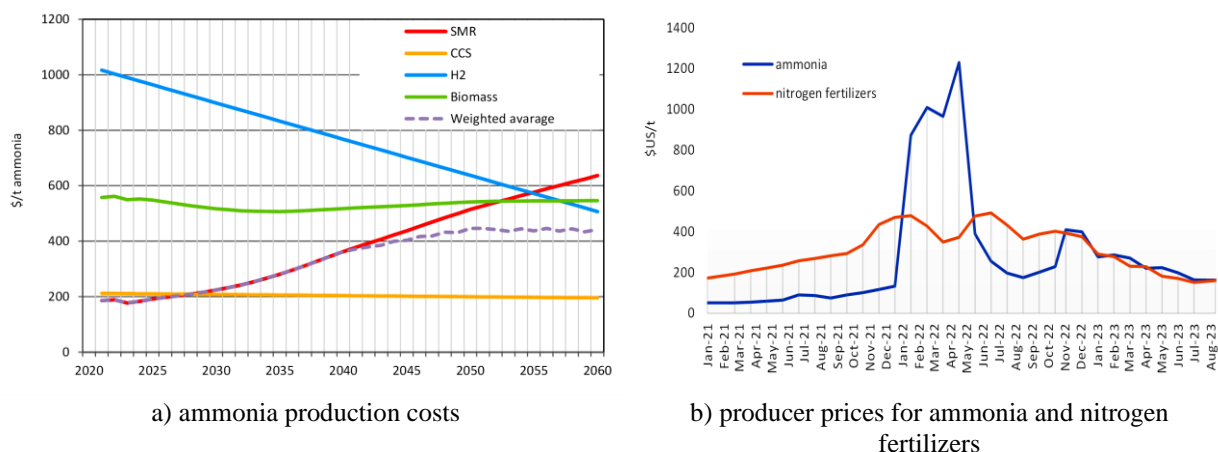 1200
1000
800
600
400
200
0
$/t ammonia
SMR
CCS
H2
Biomass
Weighted avarage
2020 2025 2030 2035 2040 2045 2050 2055 2060
a) ammonia production costs
1400
1200
1000
800
600
400
200
0
$US/t
ammonia
nitrogen fertilizers
Jan-21
Feb-21
Mar-21
Apr-21
May-21
Jun-21
Jul-21
Aug-21
Sep-21
Oct-21
Nov-21
Dec-21
Jan-22
Feb-22
Mar-22
Apr-22
May-22
Jun-22
Jul-22
Aug-22
Sep-22
Oct-22
Nov-22
Dec-22
Jan-23
Feb-23
Mar-23
Apr-23
May-23
Jun-23
Jul-23
Aug-23
b) producer prices for ammonia and nitrogen
fertilizers